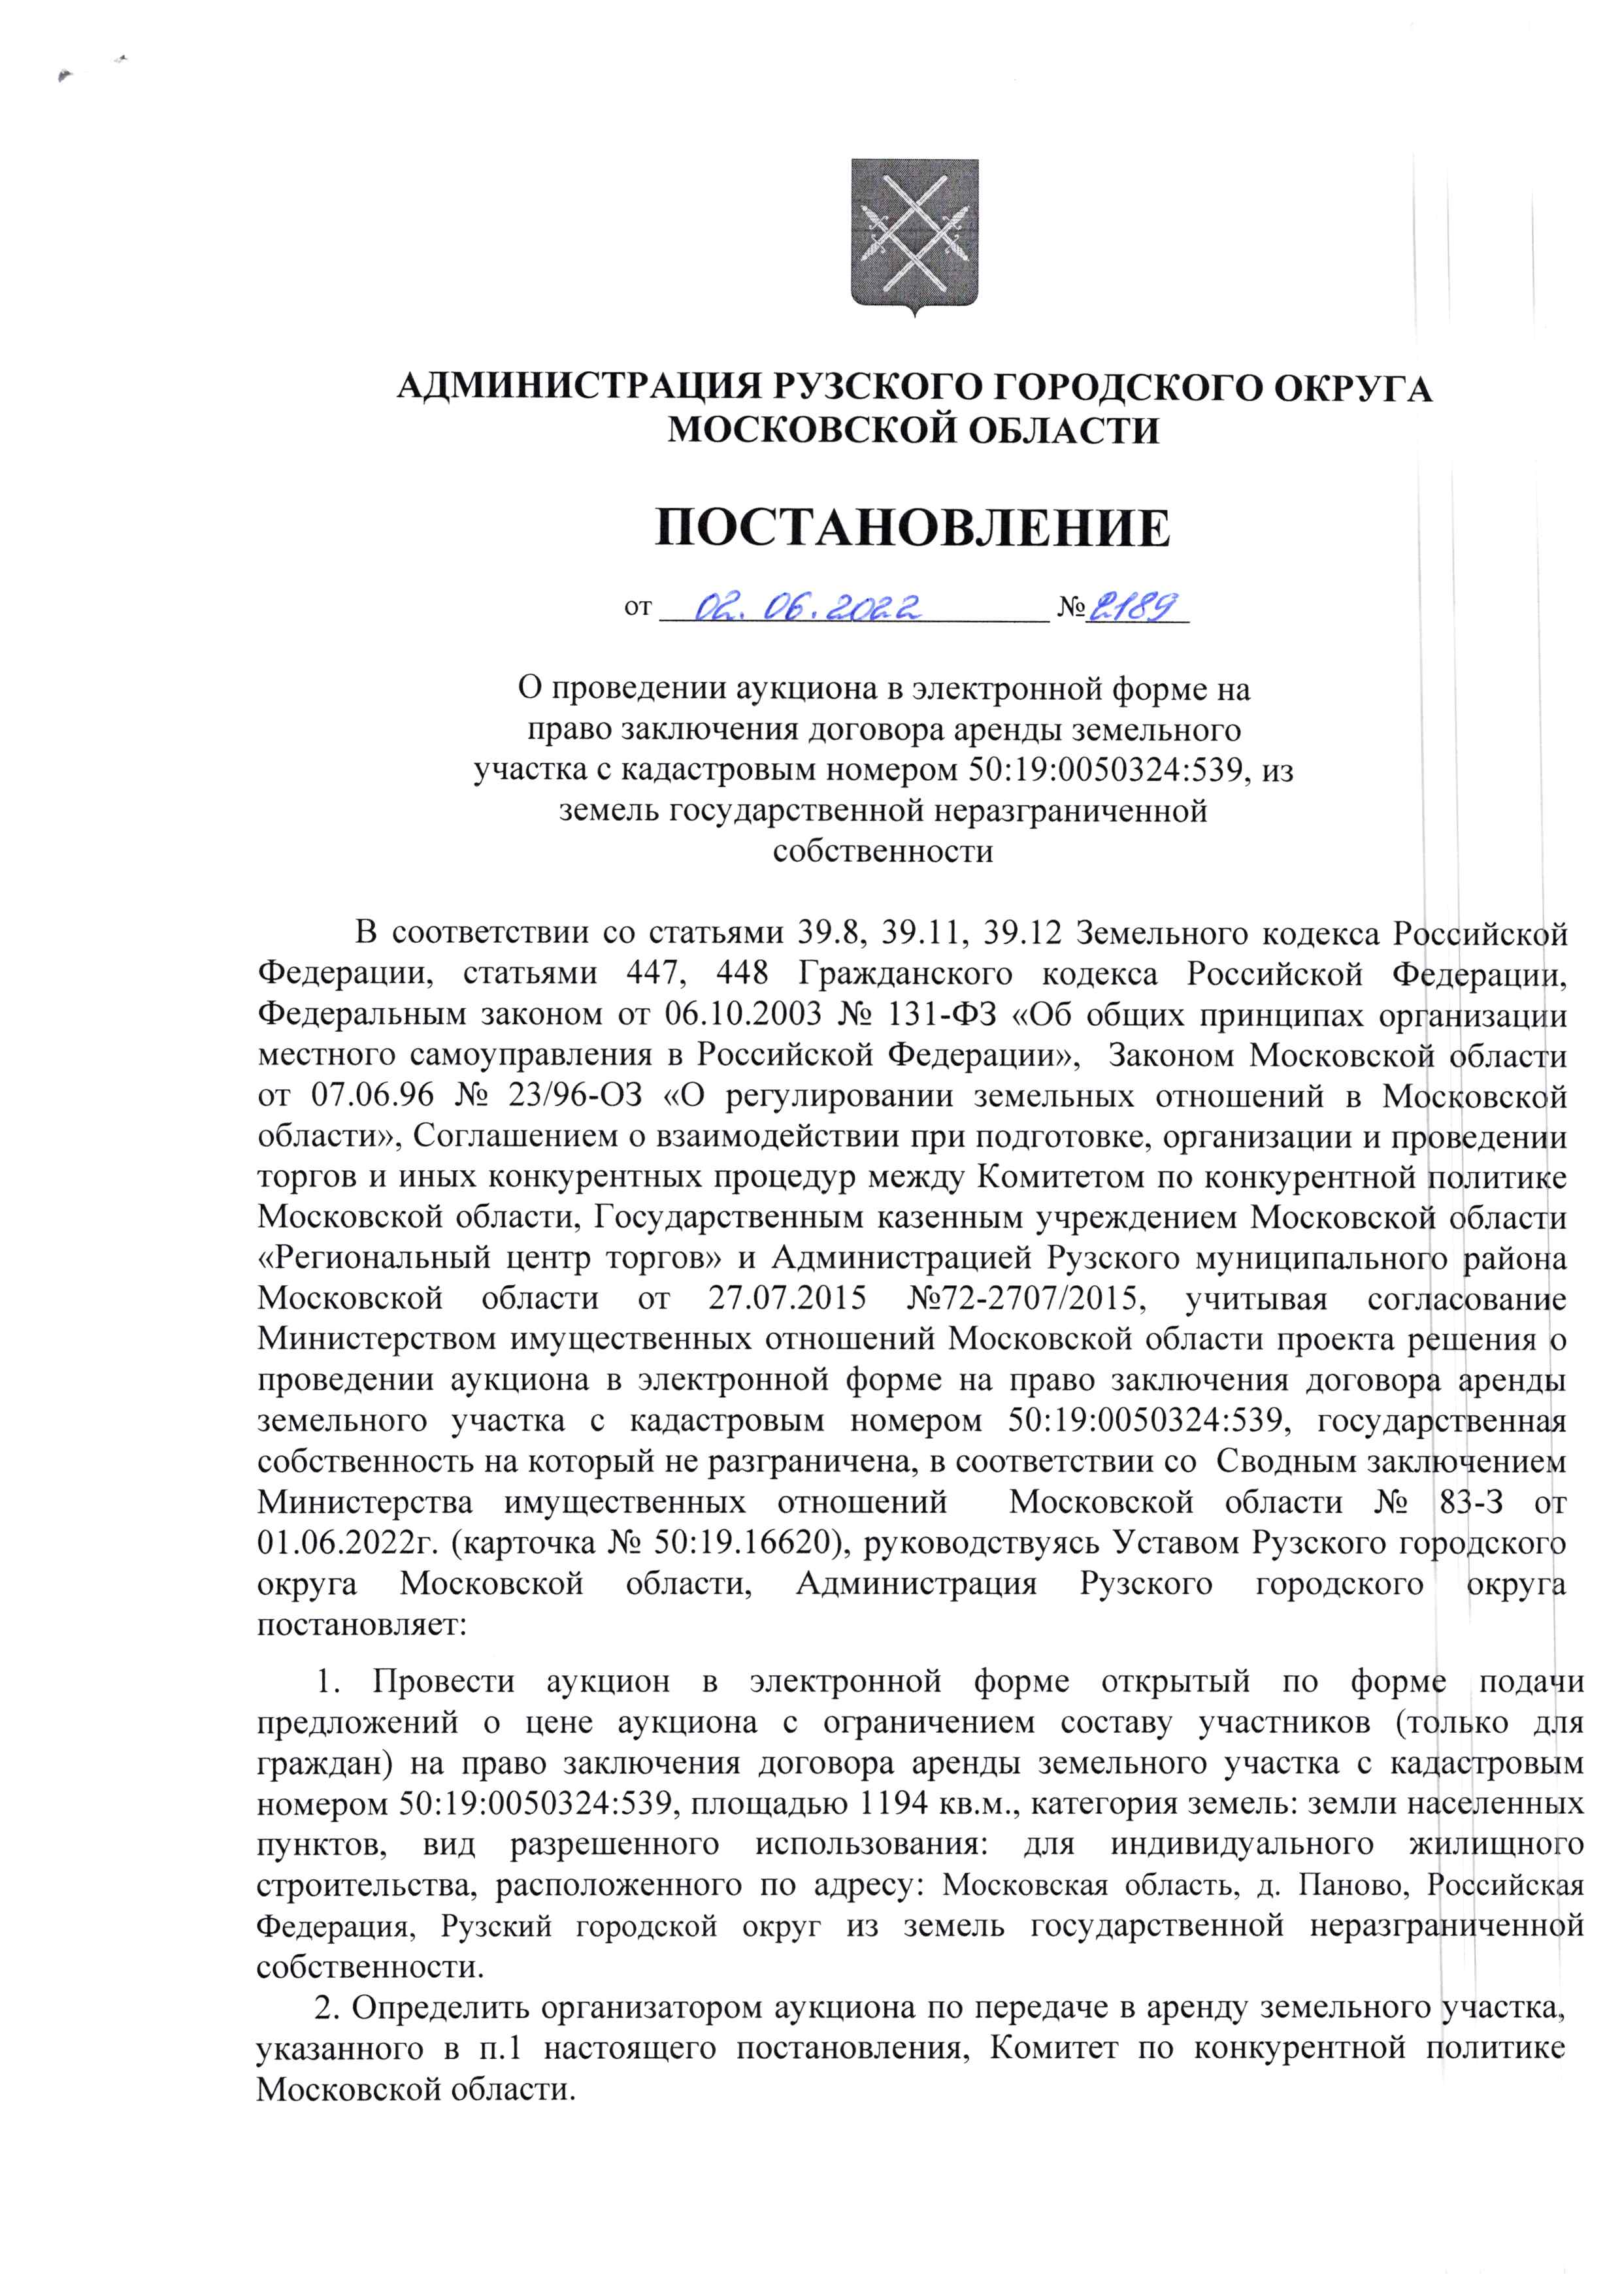 АДМИНИСТРАЦИЯ РУЗСКОГО ГОРОДСКОГО ОКРУГА
МОСКОВСКОЙ ОБЛАСТИ
ПОСТАНОВЛЕНИЕ
от 02.06.2022 №2189
О проведении аукциона в электронной форме на
право заключения договора аренды земельного
участка с кадастровым номером 50:19:0050324:539, из
земель государственной неразграниченной
собственности
В соответствии со статьями 39.8, 39.11, 39.12 Земельного кодекса Российской
Федерации, статьями 447, 448 Гражданского кодекса Российской Федерации,
Федеральным законом от 06.10.2003 № 131-ФЗ «Об общих принципах организации
местного самоуправления в Российской Федерации», Законом Московской области
от 07.06.96 № 23/96-ОЗ «О регулировании земельных отношений в Московской
области», Соглашением о взаимодействии при подготовке, организации и проведении
торгов и иных конкурентных процедур между Комитетом по конкурентной политике
Московской области, Государственным казенным учреждением Московской области
«Региональный центр торгов» и Администрацией Рузского муниципального района
Московской области от 27.07.2015 №72-2707/2015, учитывая согласование
Министерством имущественных отношений Московской области проекта решения о
проведении аукциона в электронной форме на право заключения договора аренды
земельного участка с кадастровым номером 50:19:0050324:539, государственная
собственность на который не разграничена, в соответствии со Сводным заключением
Министерства имущественных отношений Московской области № 83-З от
01.06.2022г. (карточка № 50:19.16620), руководствуясь Уставом Рузского городского
округа Московской области, Администрация Рузского городского округа
постановляет:
1. Провести аукцион в электронной форме открытый по форме подачи
предложений о цене аукциона с ограничением составу участников (только для
граждан) на право заключения договора аренды земельного участка с кадастровым
номером 50:19:0050324:539, площадью 1194 кв.м., категория земель: земли населенных
пунктов, вид разрешенного использования: для индивидуального жилищного
строительства, расположенного по адресу: Московская область, д. Паново, Российская
Федерация, Рузский городской округ из земель государственной неразграниченной
собственности.
2. Определить организатором аукциона по передаче в аренду земельного участка,
указанного в п.1 настоящего постановления, Комитет по конкурентной политике
Московской области.